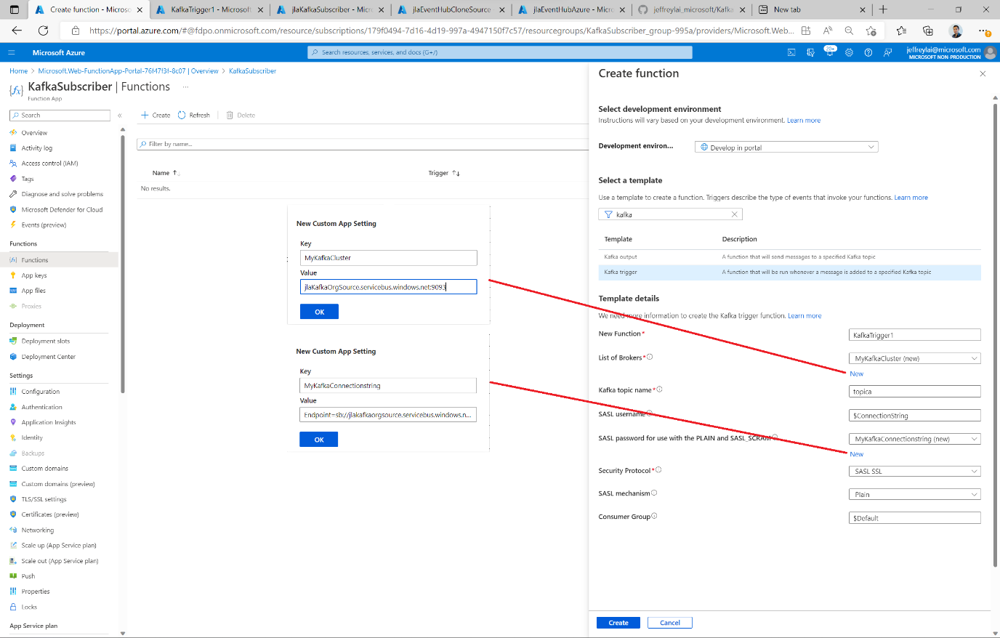 Create function - Microsoft
KafkaTrigger1 - Microsoft
jlaKafkaSubscriber - Micr
jlaEventHubCloneSource
jlaEventHubAzure - Micro
jeffreylai_microsoft/Kafka
New tab
https://portal.azure.com/#@fdpo.onmicrosoft.com/resource/subscriptions/179f0494-7d16-4d19-997a-4947150f7c57/resourcegroups/KafkaSubscriber_group-995a/providers/Microsoft.Web...
Microsoft Azure
Search resources, services, and docs (G+/)
20+
jeffreylai@microsoft.com
MICROSOFT NON-PRODUCTION
Home > Microsoft.Web-FunctionApp-Portal-76f47f3f-8c07 | Overview > KafkaSubscriber
KafkaSubscriber | Functions ...
Function App
Search
Overview
Activity log
Access control (IAM)
Tags
Diagnose and solve problems
Microsoft Defender for Cloud
Events (preview)
Functions
Functions
App keys
App files
Proxies
Deployment
Deployment slots
Deployment Center
Settings
Configuration
Authentication
Application Insights
Identity
Backups
Custom domains
Custom domains (preview)
TLS/SSL settings
Certificates (preview)
Networking
Scale up (App Service plan)
Scale out (App Service plan)
Push
Properties
Locks
App Service plan
Create
Refresh
Delete
Filter by name...
Name
Trigger
No results.
New Custom App Setting
Key
MyKafkaCluster
Value
jlaKafkaOrgSource.servicebus.windows.net:9093
OK
New Custom App Setting
Key
MyKafkaConnectionstring
Value
Endpoint=sb://jlakafkaorgsource.servicebus.windows.n...
OK
Create function
Select development environment
Instructions will vary based on your development environment. Learn more
Development environ...
Develop in portal
Select a template
Use a template to create a function. Triggers describe the type of events that invoke your functions. Learn more
kafka
Template
Description
Kafka output
A function that will send messages to a specified Kafka topic
Kafka trigger
A function that will be run whenever a message is added to a specified Kafka topic
Template details
We need more information to create the Kafka trigger function. Learn more
New Function*
KafkaTrigger1
List of Brokers*
MyKafkaCluster (new)
New
Kafka topic name*
topica
SASL username
$ConnectionString
SASL password for use with the PLAIN and SASL_SCRAM
MyKafkaConnectionstring (new)
New
Security Protocol*
SASL SSL
SASL mechanism
Plain
Consumer Group
$Default
Create
Cancel